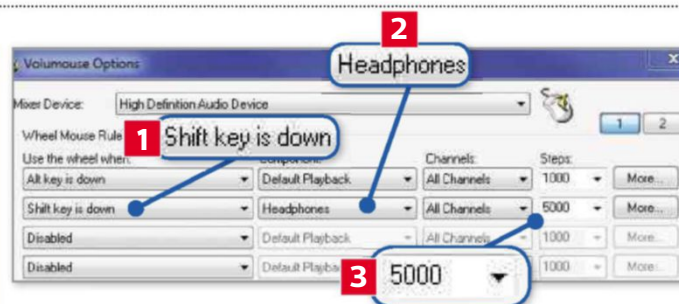 2
Volumouse Options
Headphones
x
Mixer Device: High Definition Audio Device
1 2
Wheel Mouse Rule
1 Shift key is down
Use the wheel when: Component: Channels: Steps:
Alt key is down Default Playback All Channels 1000 More...
Shift key is down Headphones All Channels 5000 More...
Disabled Default Playback All Channels 1000 More...
Disabled Default Playba 1000 More...
3 5000